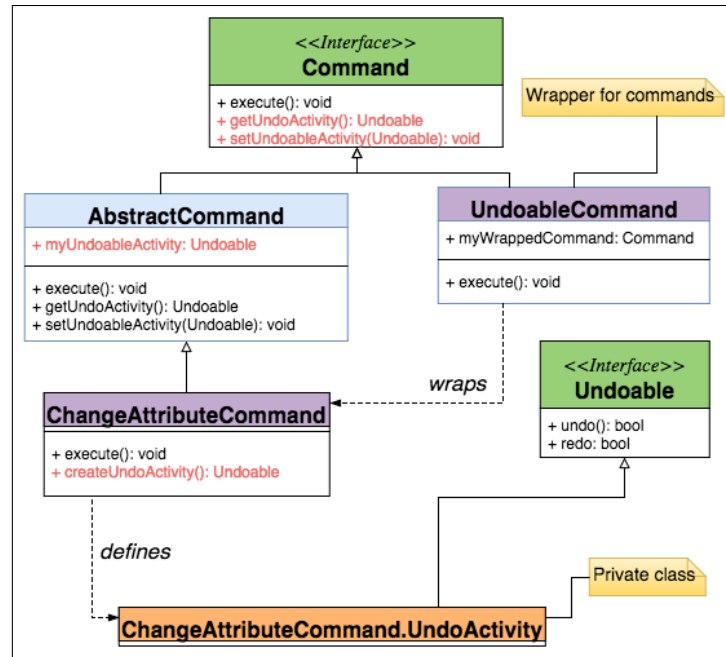 <<Interface>>
Command
+ execute(): void
+ getUndoActivity(): Undoable
+ setUndoableActivity(Undoable): void
Wrapper for commands
AbstractCommand
+ myUndoableActivity: Undoable
+ execute(): void
+ getUndoActivity(): Undoable
+ setUndoableActivity(Undoable): void
UndoableCommand
+ myWrappedCommand: Command
+ execute(): void
wraps
<<Interface>>
Undoable
+ undo(): bool
+ redo: bool
ChangeAttributeCommand
+ execute(): void
+ createUndoActivity(): Undoable
defines
Private class
ChangeAttributeCommand.UndoActivity